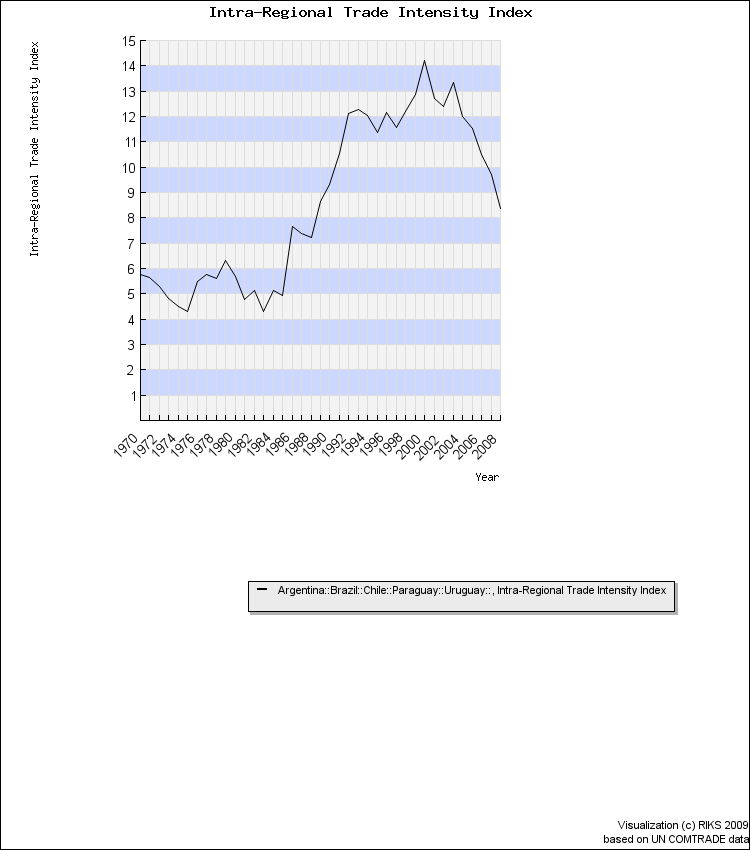 Intra-Regional Trade Intensity Index
Intra-Regional Trade Intensity Index
15
14
13
12
11
10
9
8
7
6
5
4
3
2
1
1970 1972 1974 1976 1978 1980 1982 1984 1986 1988 1990 1992 1994 1996 1998 2000 2002 2004 2006 2008
Year
Argentina::Brazil::Chile::Paraguay::Uruguay::, Intra-Regional Trade Intensity Index
Visualization (c) RIKS 2009
based on UN COMTRADE data